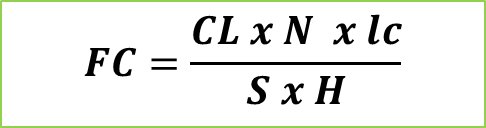 FC = CL x N x lc / S x H